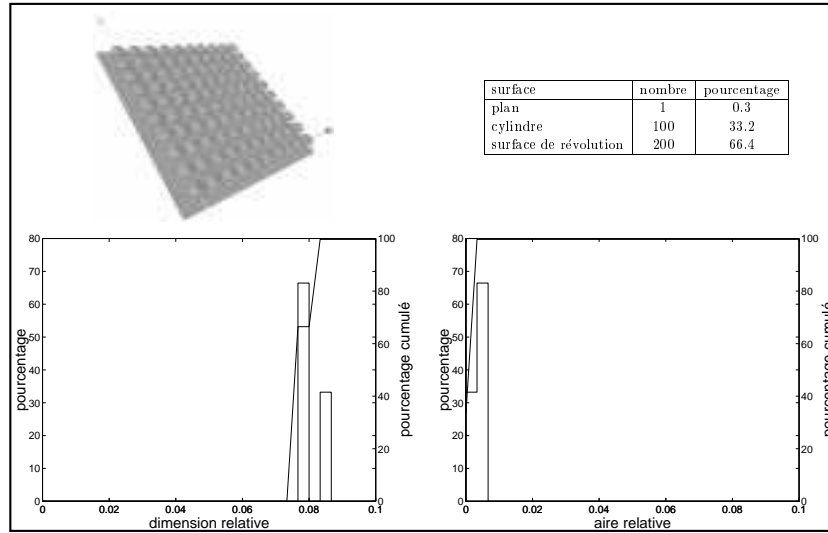 surface nombre pourcentage
plan 1 0.3
cylindre 100 33.2
surface de révolution 200 66.4
80
70
60
50
40
30
20
10
0
pourcentage
100
80
60
40
20
0
pourcentage cumulé
0 0.02 0.04 0.06 0.08 0.1
dimension relative
80
70
60
50
40
30
20
10
0
pourcentage
100
80
60
40
20
0
pourcentage cumulé
0 0.02 0.04 0.06 0.08 0.1
aire relative